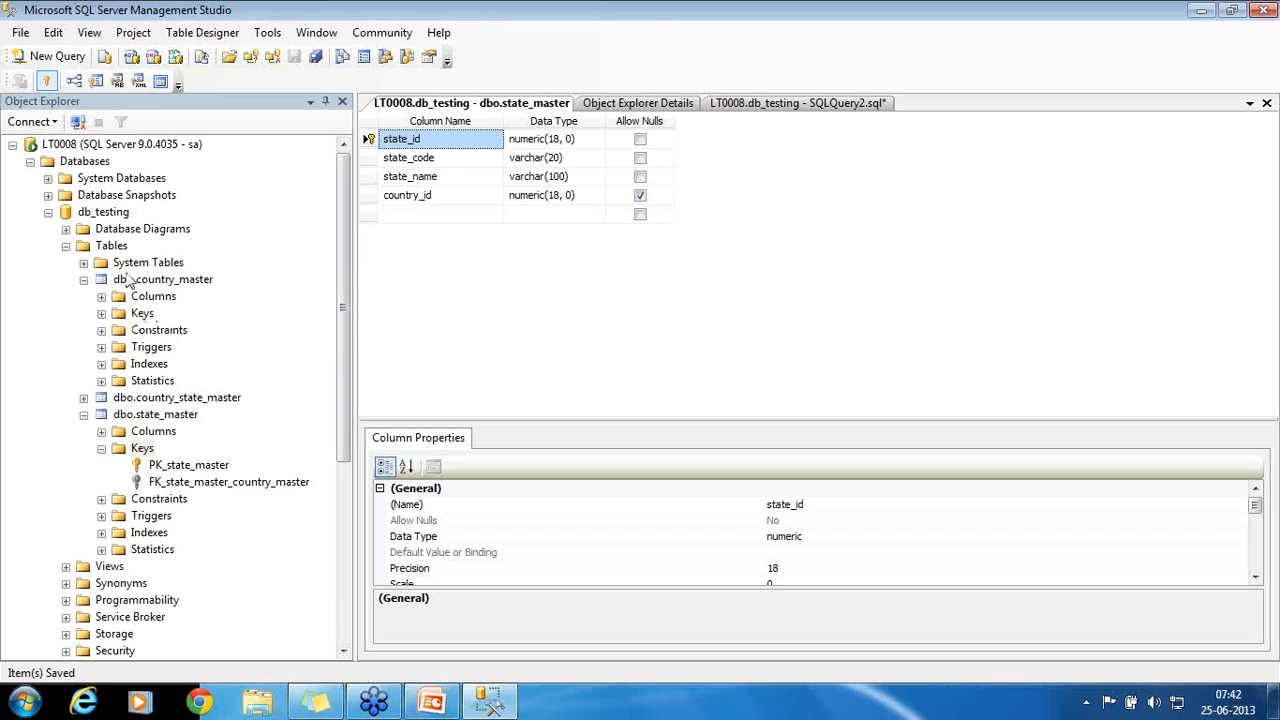 Microsoft SQL Server Management Studio
File Edit View Project Table Designer Tools Window Community Help
New Query
Object Explorer
Connect
LT0008 (SQL Server 9.0.4035 - sa)
Databases
System Databases
Database Snapshots
db_testing
Database Diagrams
Tables
System Tables
country_master
Columns
Keys
Constraints
Triggers
Indexes
Statistics
dbo.country_state_master
dbo.state_master
Columns
Keys
PK_state_master
FK_state_master_country_master
Constraints
Triggers
Indexes
Statistics
Views
Synonyms
Programmability
Service Broker
Storage
Security
LT0008.db_testing - dbo.state_master Object Explorer Details LT0008.db_testing - SQLQuery2.sql*
Column Name Data Type Allow Nulls
state_id numeric(18, 0)
state_code varchar(20)
state_name varchar(100)
country_id numeric(18, 0)
Column Properties
(General)
(Name) state_id
Allow Nulls No
Data Type numeric
Default Value or Binding
Precision 18
Scale 0
(General)
Item(s) Saved
07:42
25-06-2013